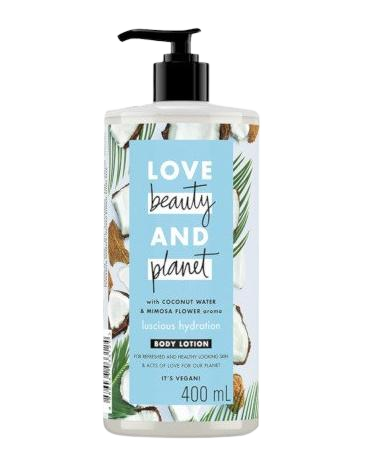 LOVE
beauty
AND
planet
with COCONUT WATER
& MIMOSA FLOWER aroma
luscious hydration
BODY LOTION
FOR REFRESHED AND HEALTHY LOOKING SKIN
& ACTS OF LOVE FOR OUR PLANET
IT'S VEGAN!
400 mL